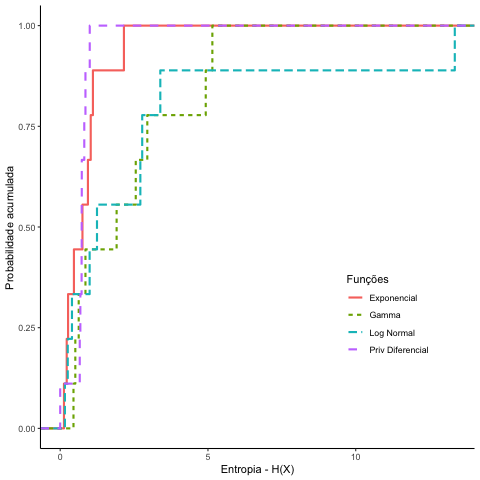 1.00
0.75
0.50
0.25
0.00
Probabilidade acumulada
0
5
10
Entropia - H(X)
Funções
Exponencial
Gamma
Log Normal
Priv Diferencial